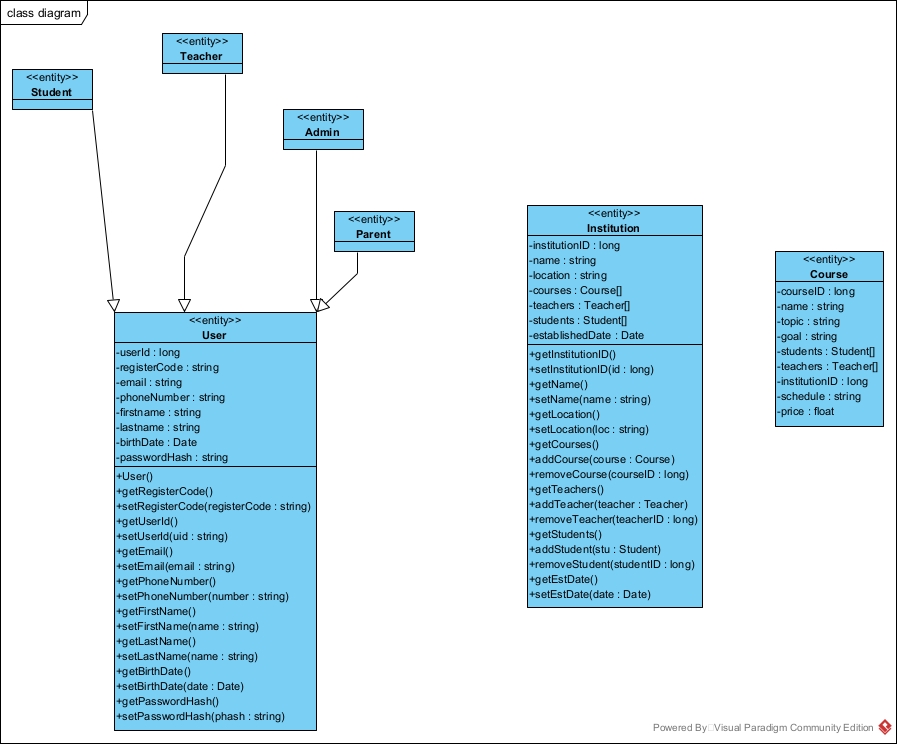 class diagram
<<entity>>
Student
<<entity>>
Teacher
<<entity>>
Admin
<<entity>>
Parent
<<entity>>
User
-userId : long
-registerCode : string
-email : string
-phoneNumber : string
-firstname : string
-lastname : string
-birthDate : Date
-passwordHash : string
+User()
+getRegisterCode()
+setRegisterCode(registerCode : string)
+getUserId()
+setUserId(uid : string)
+getEmail()
+setEmail(email : string)
+getPhoneNumber()
+setPhoneNumber(number : string)
+getFirstName()
+setFirstName(name : string)
+getLastName()
+setLastName(name : string)
+getBirthDate()
+setBirthDate(date : Date)
+getPasswordHash()
+setPasswordHash(phash : string)
<<entity>>
Institution
-institutionID : long
-name : string
-location : string
-courses : Course[]
-teachers : Teacher[]
-students : Student[]
-establishedDate : Date
+getInstitutionID()
+setInstitutionID(id : long)
+getName()
+setName(name : string)
+getLocation()
+setLocation(loc : string)
+getCourses()
+addCourse(course : Course)
+removeCourse(courseID : long)
+getTeachers()
+addTeacher(teacher : Teacher)
+removeTeacher(teacherID : long)
+getStudents()
+addStudent(stu : Student)
+removeStudent(studentID : long)
+getEstDate()
+setEstDate(date : Date)
<<entity>>
Course
-courseID : long
-name : string
-topic : string
-goal : string
-students : Student[]
-teachers : Teacher[]
-institutionID : long
-schedule : string
-price : float
Powered By Visual Paradigm Community Edition